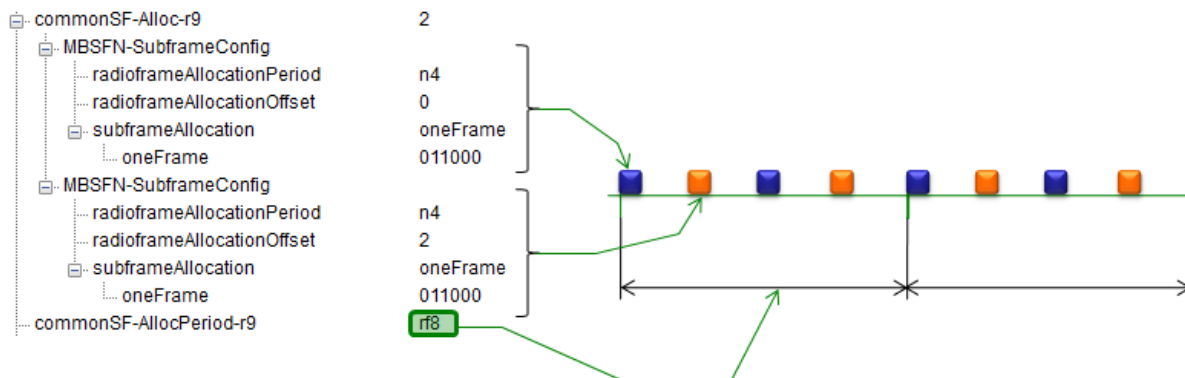 commonSF-Alloc-r9 2
MBSFN-SubframeConfig
radioframeAllocationPeriod n4
radioframeAllocationOffset 0
subframeAllocation oneFrame
oneFrame 011000
MBSFN-SubframeConfig
radioframeAllocationPeriod n4
radioframeAllocationOffset 2
subframeAllocation oneFrame
oneFrame 011000
commonSF-AllocPeriod-r9 rf8